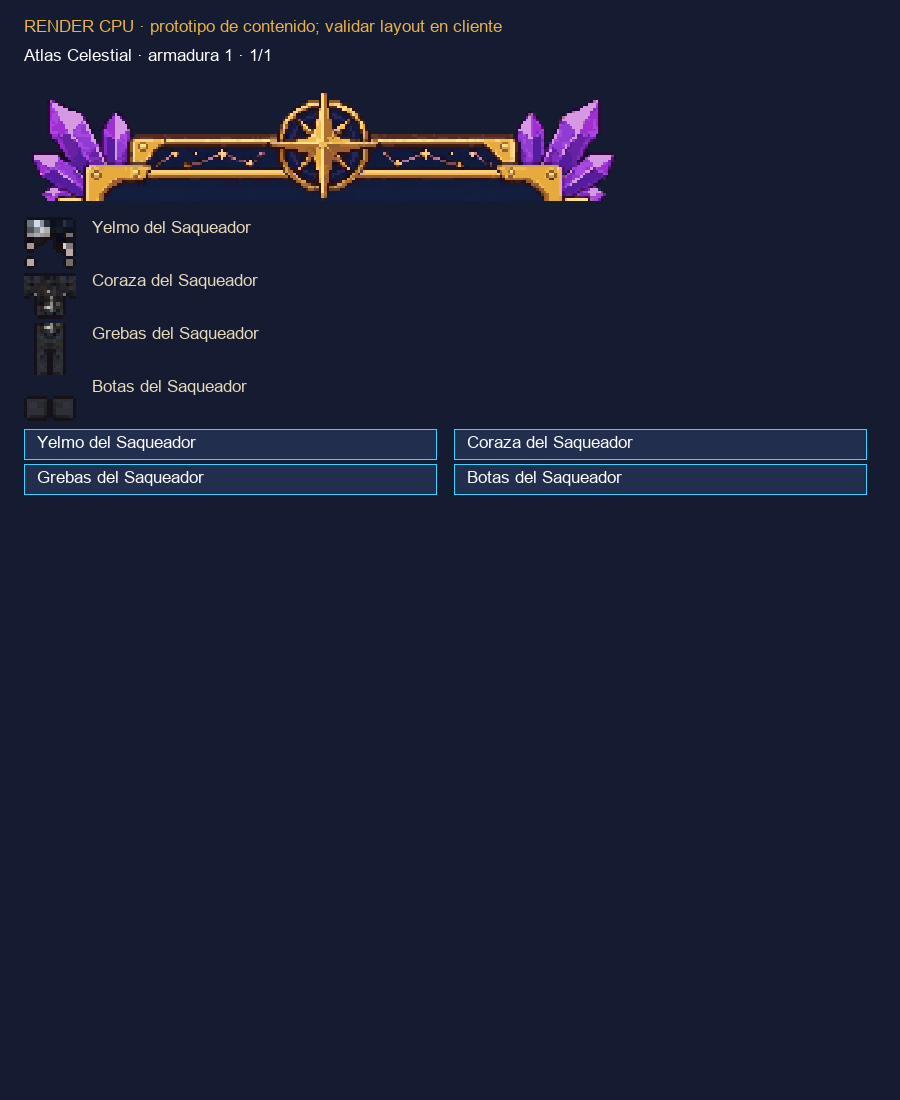 RENDER CPU · prototipo de contenido; validar layout en cliente
Atlas Celestial · armadura 1 · 1/1
Yelmo del Saqueador
Coraza del Saqueador
Grebas del Saqueador
Botas del Saqueador
Yelmo del Saqueador
Coraza del Saqueador
Grebas del Saqueador
Botas del Saqueador